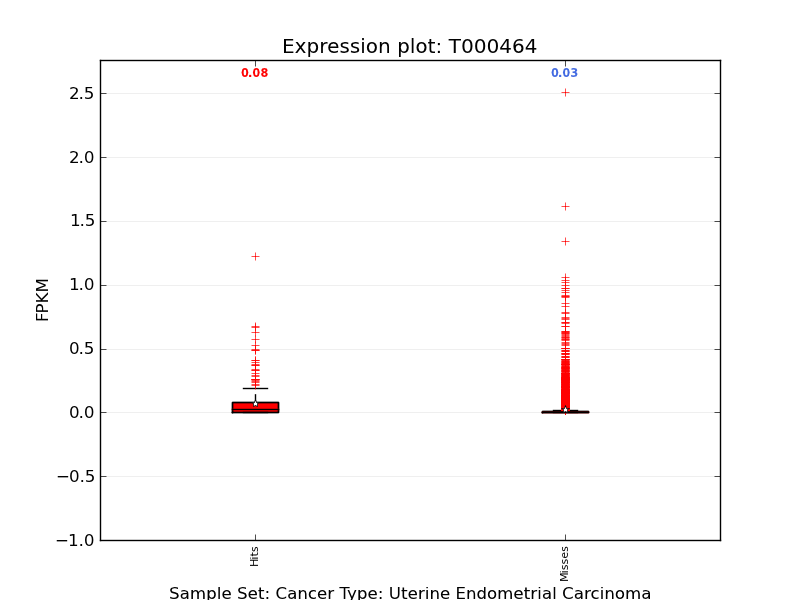 Expression plot: T000464
0.08 0.03
2.5
2.0
1.5
1.0
0.5
0.0
−0.5
−1.0
FPKM
Hits Misses
Sample Set: Cancer Type: Uterine Endometrial Carcinoma